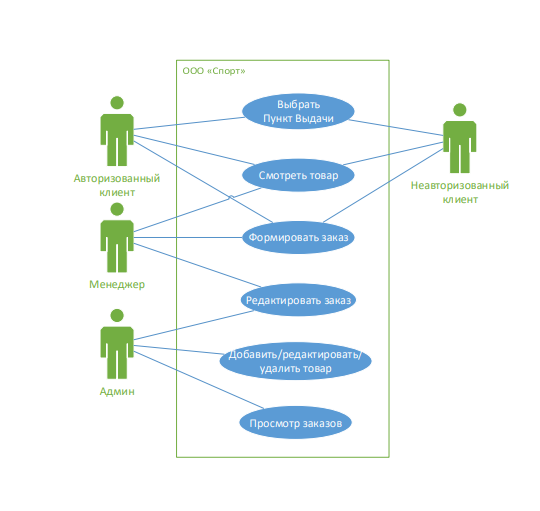 ООО «Спорт»
Выбрать
Пункт Выдачи
Авторизованный
клиент
Смотреть товар
Неавторизованный
клиент
Формировать заказ
Менеджер
Редактировать заказ
Добавить/редактировать/
удалить товар
Админ
Просмотр заказов